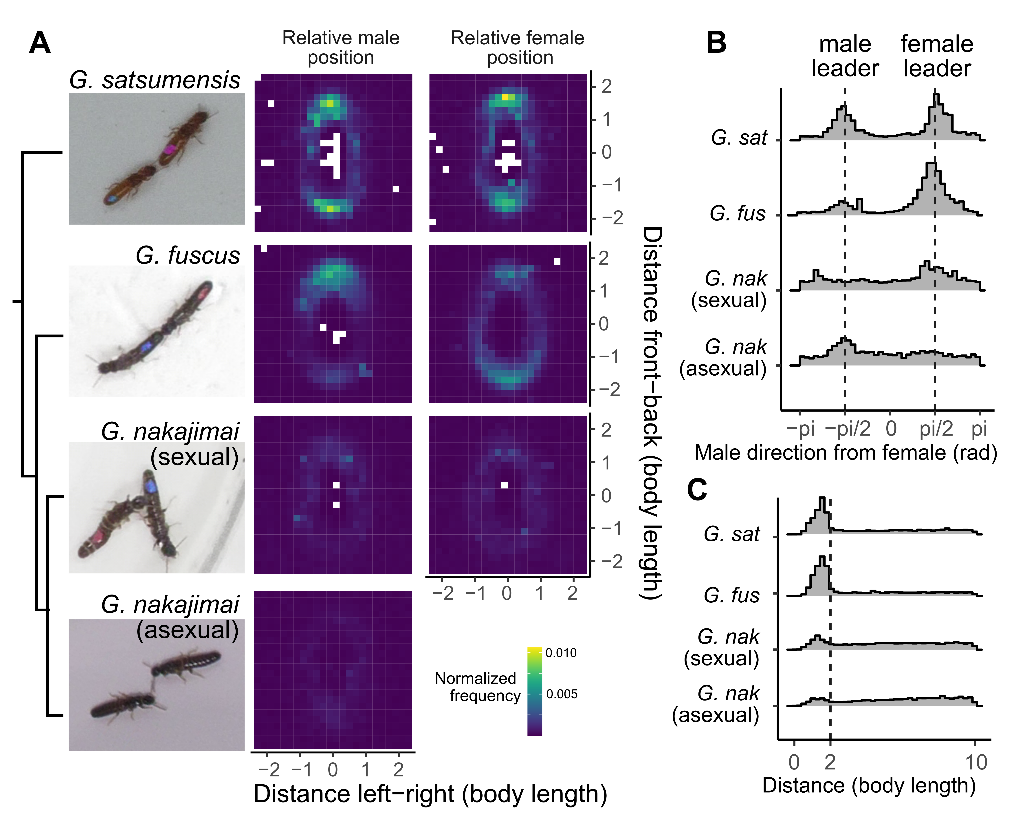 A
Relative male
position
Relative female
position
G. satsumensis
2
1
0
−1
−2
G. fuscus
2
1
0
−1
−2
G. nakajimai
(sexual)
2
1
0
−1
−2
−2 −1 0 1 2
Distance front−back (body length)
G. nakajimai
(asexual)
Normalized
frequency
0.010
0.005
−2 −1 0 1 2
Distance left−right (body length)
B
male
leader
female
leader
G. sat
G. fus
G. nak
(sexual)
G. nak
(asexual)
−pi −pi/2 0 pi/2 pi
Male direction from female (rad)
C
G. sat
G. fus
G. nak
(sexual)
G. nak
(asexual)
0 2 10
Distance (body length)